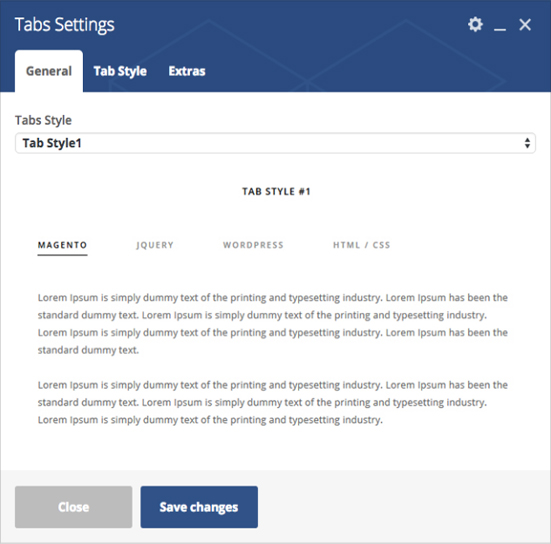 Tabs Settings
General Tab Style Extras
Tabs Style
Tab Style1
TAB STYLE #1
MAGENTO JQUERY WORDPRESS HTML / CSS
Lorem Ipsum is simply dummy text of the printing and typesetting industry. Lorem Ipsum has been the
standard dummy text. Lorem Ipsum is simply dummy text of the printing and typesetting industry.
Lorem Ipsum is simply dummy text of the printing and typesetting industry. Lorem Ipsum has been the
standard dummy text.
Lorem Ipsum is simply dummy text of the printing and typesetting industry. Lorem Ipsum has been the
standard dummy text. Lorem Ipsum is simply dummy text of the printing and typesetting industry.
Lorem Ipsum is simply dummy text of the printing and typesetting industry.
Close Save changes